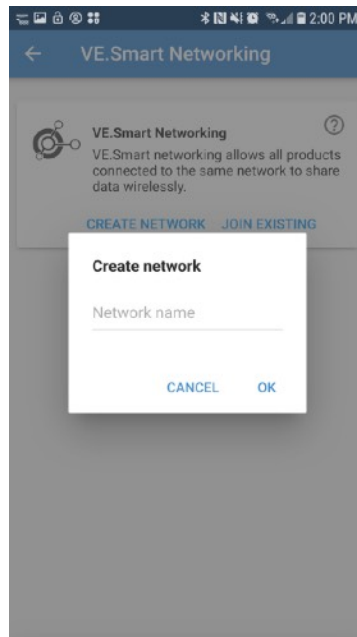 2:00 PM
VE.Smart Networking
VE.Smart Networking
VE.Smart networking allows all products
connected to the same network to share
data wirelessly.
CREATE NETWORK JOIN EXISTING
Create network
Network name
CANCEL OK